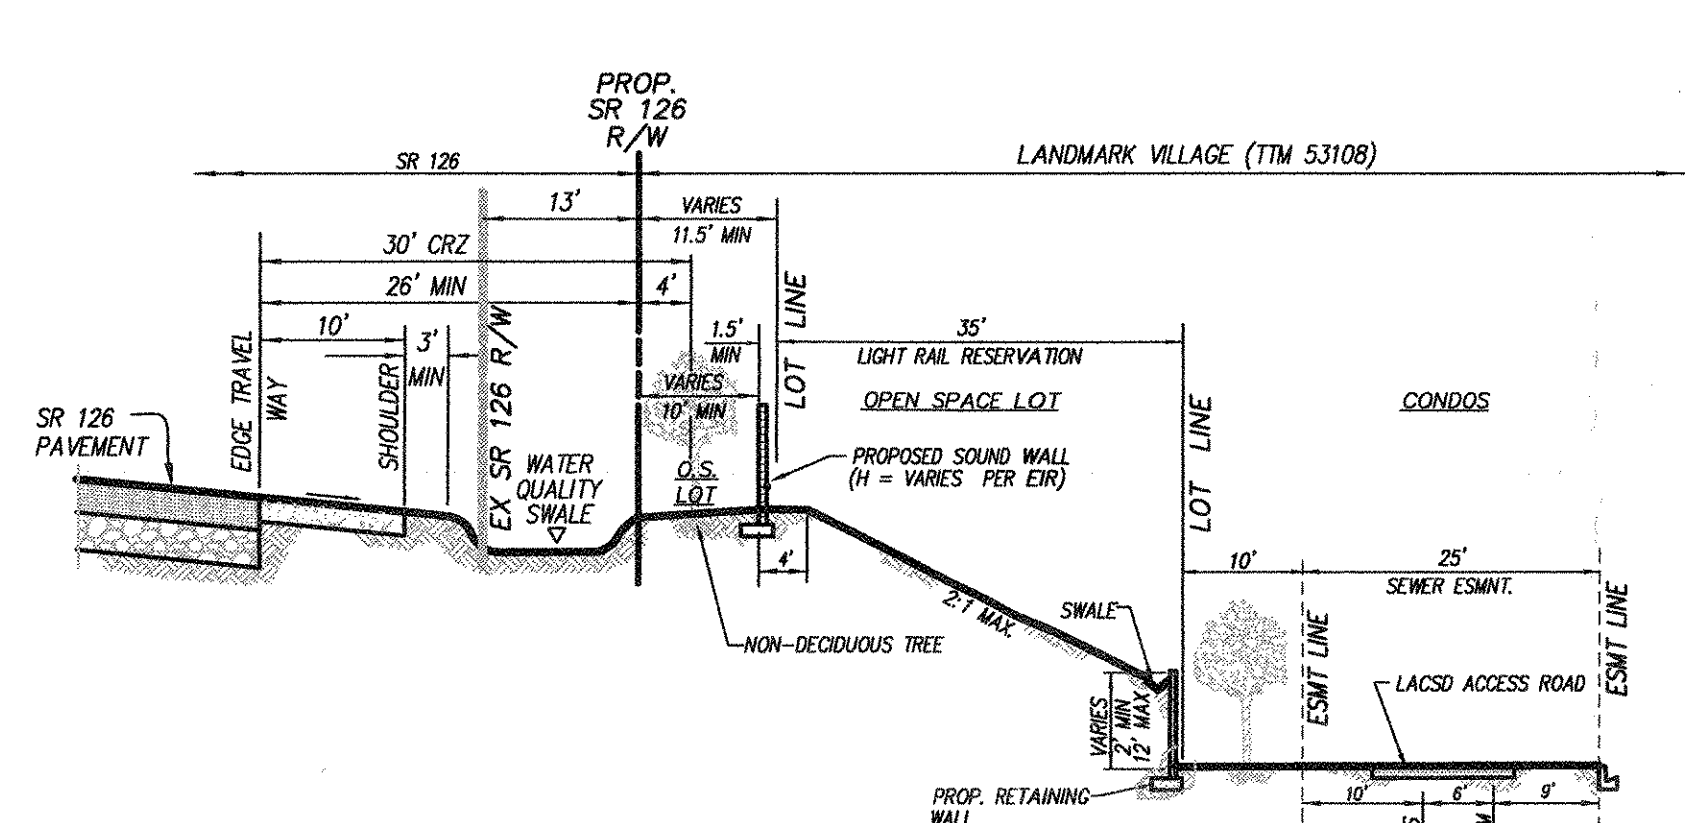 PROP.
SR 126
R/W
SR 126
LANDMARK VILLAGE (TTM 53108)
13'
VARIES
11.5' MIN
30' CRZ
26' MIN
4'
10'
3'
MIN
1.5'
MIN
VARIES
10' MIN
35'
LIGHT RAIL RESERVATION
OPEN SPACE LOT
CONDOS
SR 126
PAVEMENT
EDGE TRAVEL
WAY
SHOULDER
EX SR 126 R/W
LOT LINE
LOT LINE
WATER
QUALITY
SWALE
O.S.
LOT
PROPOSED SOUND WALL
(H = VARIES PER EIR)
4'
2:1 MAX.
NON-DECIDUOUS TREE
SWALE
10'
25'
SEWER ESMNT.
ESMT LINE
ESMT LINE
LACSD ACCESS ROAD
VARIES
2' MIN
12' MAX
PROP. RETAINING
WALL
10'
6'
9'